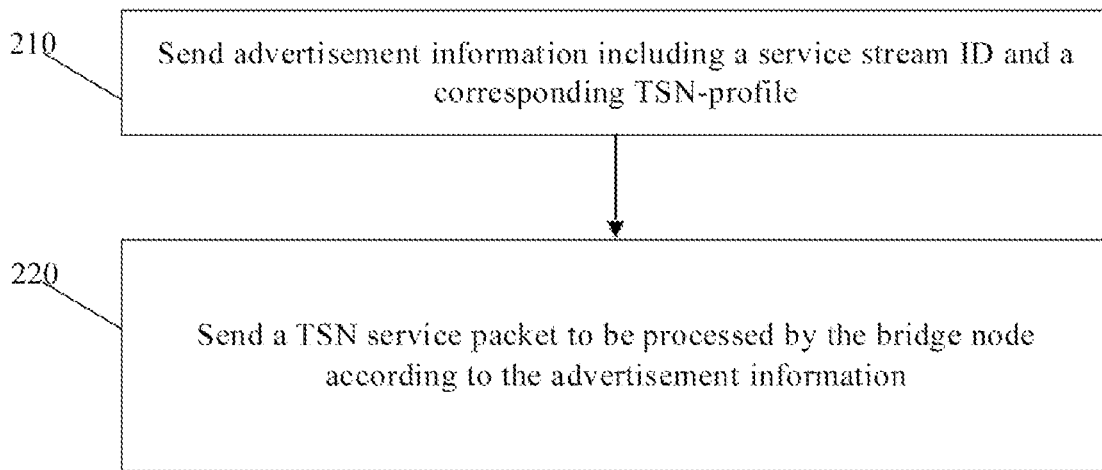 210
Send advertisement information including a service stream ID and a
corresponding TSN-profile
220
Send a TSN service packet to be processed by the bridge node
according to the advertisement information